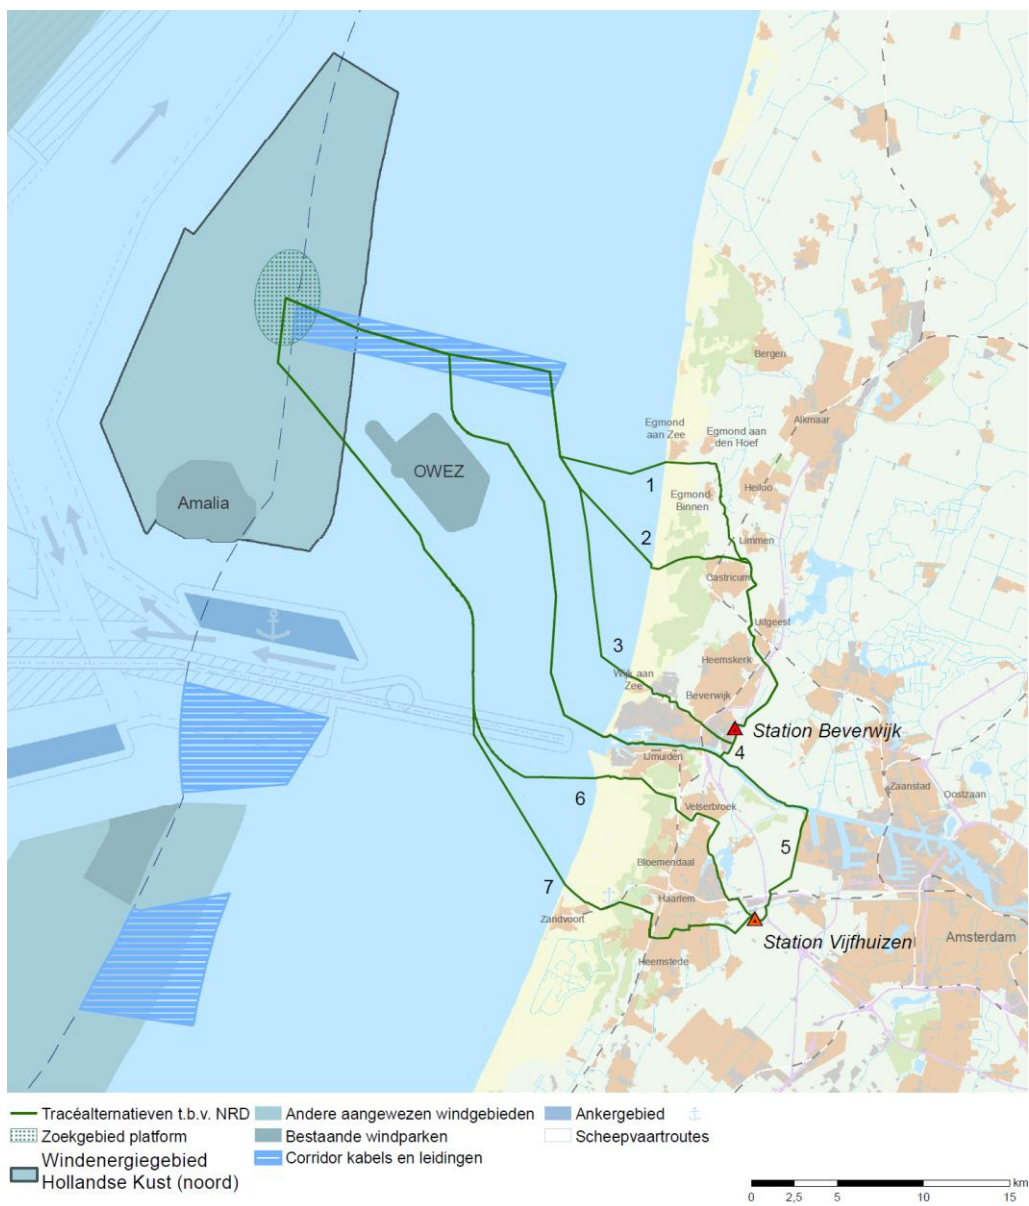 Bergen
Alkmaar
Egmond
aan Zee
Egmond aan
den Hoef
OWEZ
Amalia
1
Egmond-
Binnen
Heiloo
2
Limmen
Castricum
Uitgeest
3
Wijk aan
Zee
Heemskerk
Beverwijk
Station Beverwijk
4
IJmuiden
Zaanstad
Oostzaan
6
Velserbroek
5
Bloemendaal
7
Haarlem
Zandvoort
Station Vijfhuizen
Amsterdam
Heemstede
Tracéalternatieven t.b.v. NRD
Zoekgebied platform
Windenergiegebied
Hollandse Kust (noord)
Andere aangewezen windgebieden
Bestaande windparken
Corridor kabels en leidingen
Ankergebied
Scheepvaartroutes
km
0 2,5 5 10 15